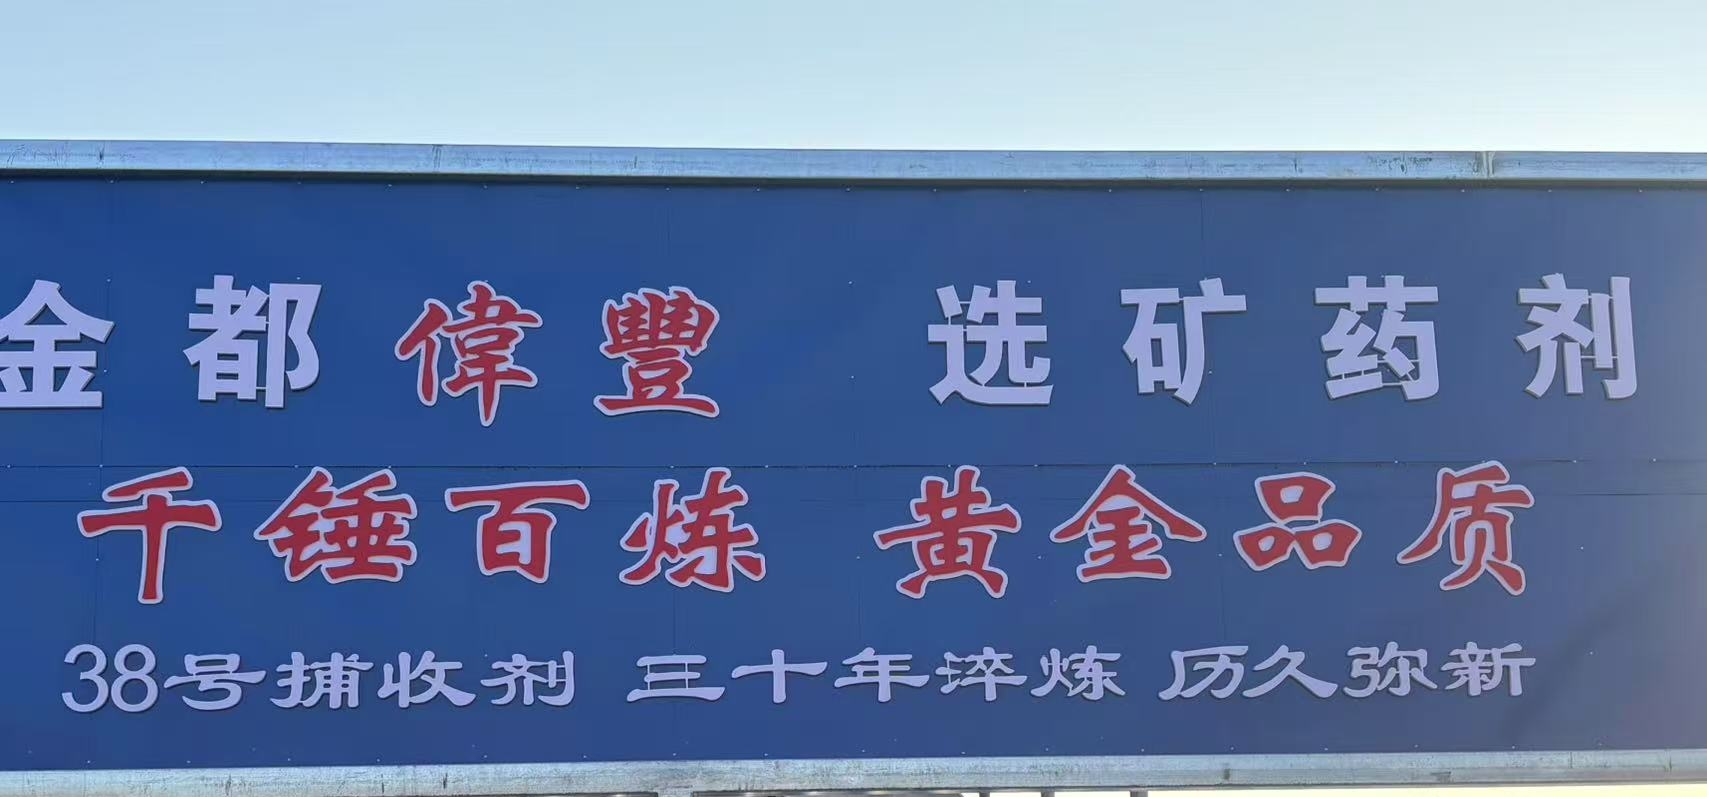 金都偉豐 选矿药剂
千锤百炼 黄金品质
38号捕收剂 三十年淬炼 历久弥新